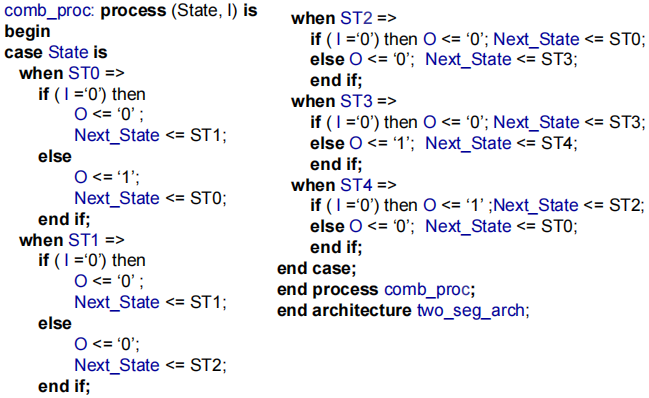 comb_proc: process (State, I) is
begin
case State is
when ST0 =>
if ( I =‘0’) then
O <= ‘0’ ;
Next_State <= ST1;
else
O <= ‘1’;
Next_State <= ST0;
end if;
when ST1 =>
if ( I =‘0’) then
O <= ‘0’ ;
Next_State <= ST1;
else
O <= ‘0’;
Next_State <= ST2;
end if;
when ST2 =>
if ( I =‘0’) then O <= ‘0’; Next_State <= ST0;
else O <= ‘0’; Next_State <= ST3;
end if;
when ST3 =>
if ( I =‘0’) then O <= ‘0’; Next_State <= ST3;
else O <= ‘1’; Next_State <= ST4;
end if;
when ST4 =>
if ( I =‘0’) then O <= ‘1’ ;Next_State <= ST2;
else O <= ‘0’; Next_State <= ST0;
end if;
end case;
end process comb_proc;
end architecture two_seg_arch;